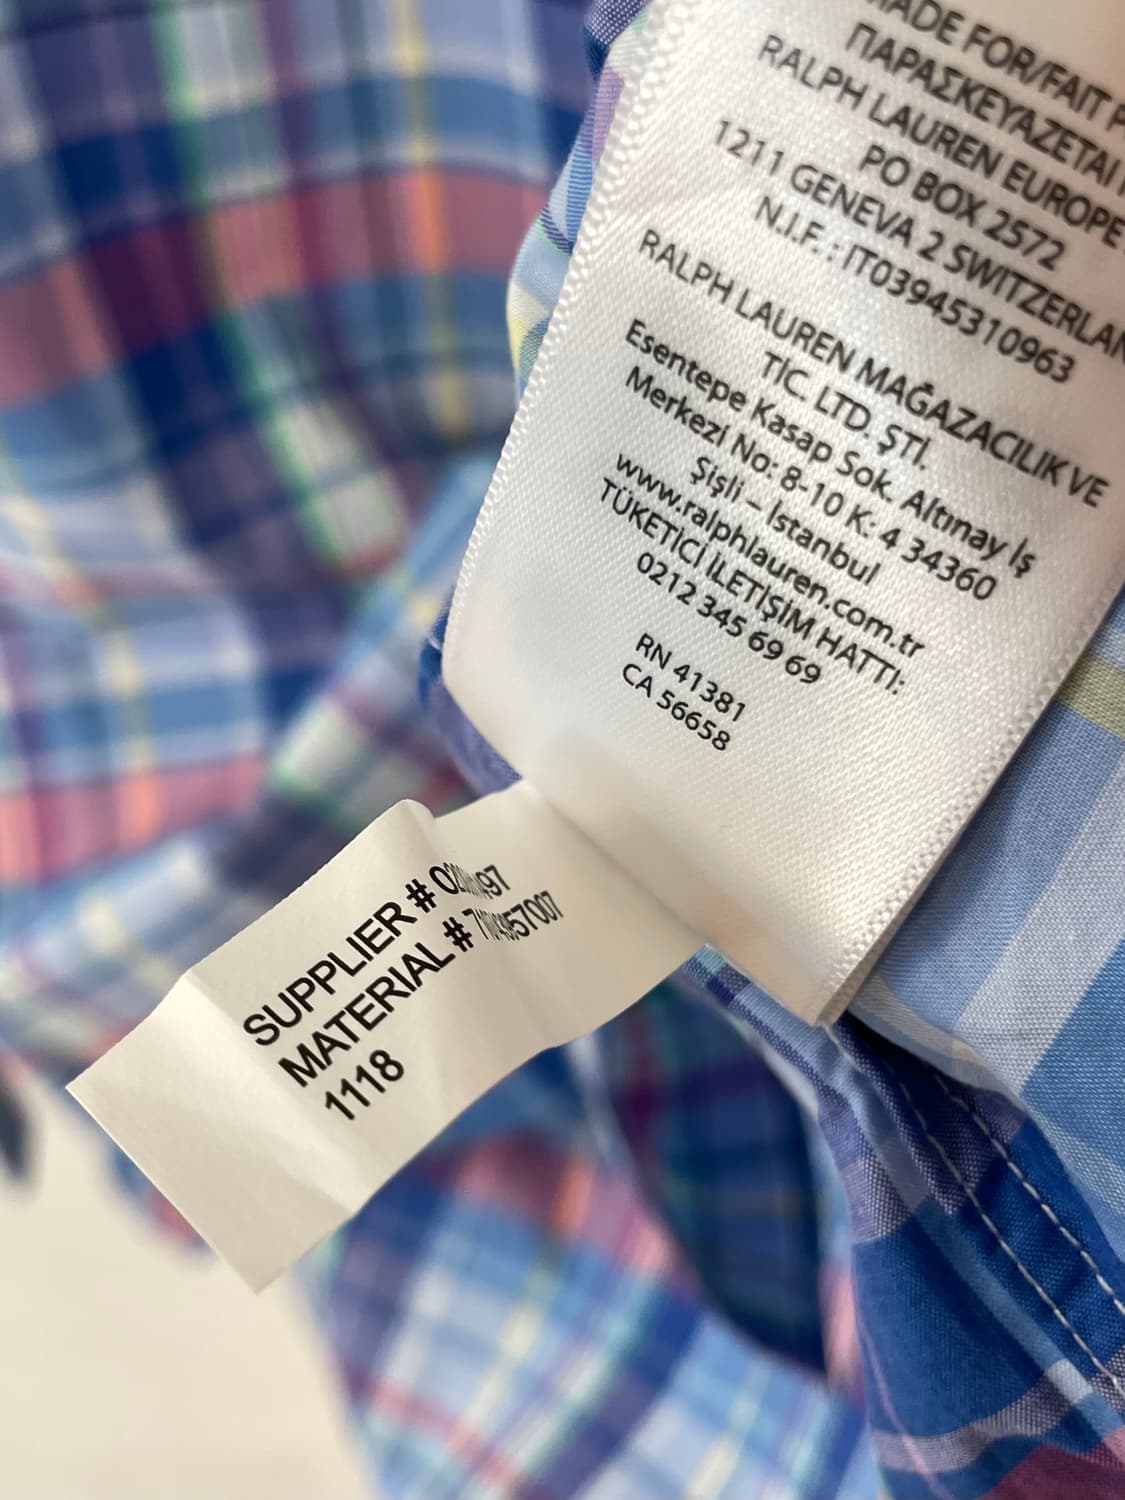 MADE FOR/FAIT
ΠΑΡΑΣΚΕΥΑΖΕΤΑΙ
RALPH LAUREN EUROPE
PO BOX 2572
1211 GENEVA 2 SWITZERLAN
N.I.F. : IT03945310963
RALPH LAUREN MAĞAZACILIK VE
TİC. LTD. ŞTİ.
Esentepe Kasap Sok. Altınay İş
Merkezi No: 8-10 K: 4 34360
Şişli – İstanbul
www.ralphlauren.com.tr
TÜKETİCİ İLETİŞİM HATTI:
0212 345 69 69
RN 41381
CA 56658
SUPPLIER #
MATERIAL #
1118